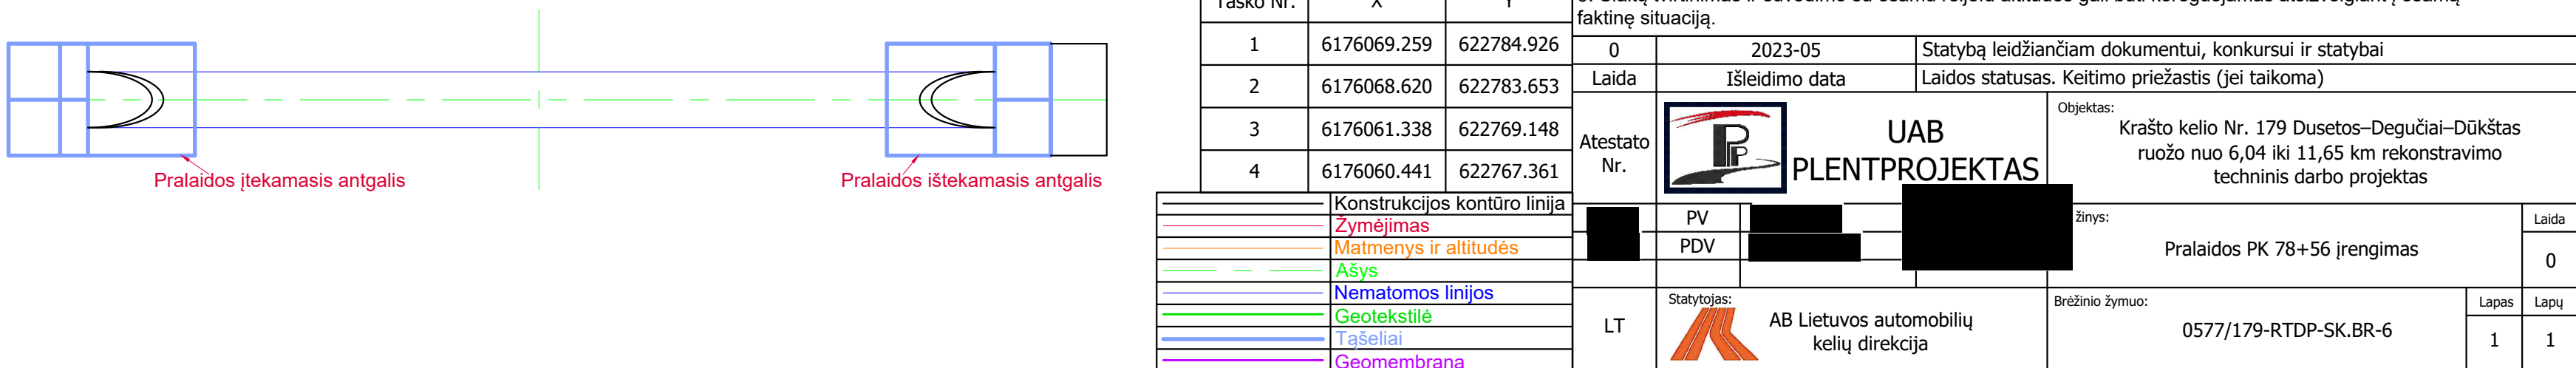 Pralaidos įtekamasis antgalis
Pralaidos ištekamasis antgalis
Taško Nr. X Y
1 6176069.259 622784.926
2 6176068.620 622783.653
3 6176061.338 622769.148
4 6176060.441 622767.361
Konstrukcijos kontūro linija
Žymėjimas
Matmenys ir altitudės
Ašys
Nematomos linijos
Geotekstilė
Tašeliai
Geomembrana
faktinę situaciją.
0 2023-05 Statybą leidžiančiam dokumentui, konkursui ir statybai
Laida Išleidimo data Laidos statusas. Keitimo priežastis (jei taikoma)
Atestato
Nr.
UAB
PLENTPROJEKTAS
Objektas:
Krašto kelio Nr. 179 Dusetos–Degučiai–Dūkštas
ruožo nuo 6,04 iki 11,65 km rekonstravimo
techninis darbo projektas
PV
PDV
žinys:
Pralaidos PK 78+56 įrengimas
Laida
0
LT
Statytojas:
AB Lietuvos automobilių
kelių direkcija
Brėžinio žymuo:
0577/179-RTDP-SK.BR-6
Lapas Lapų
1 1